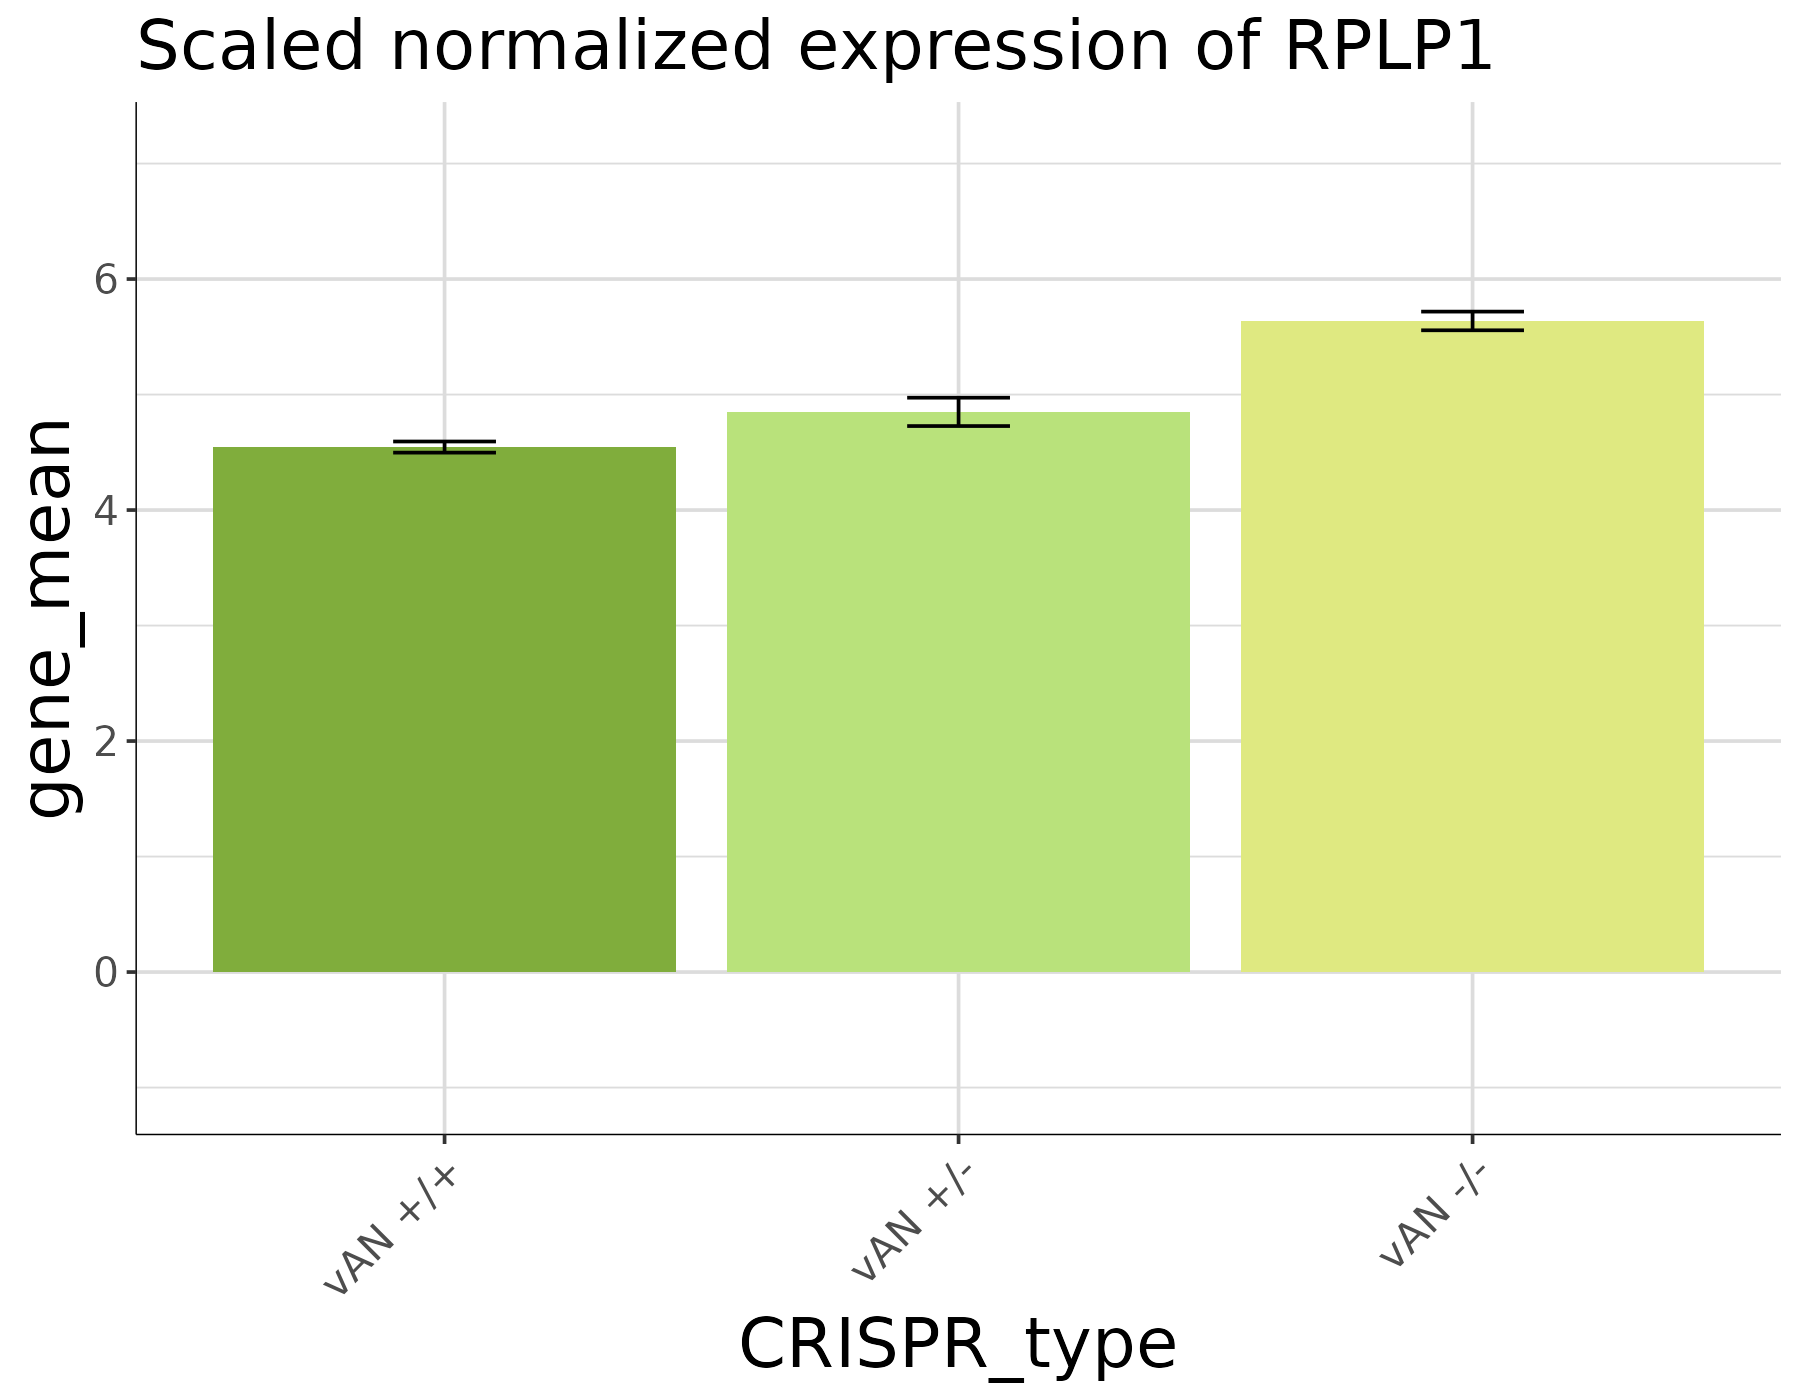 Scaled normalized expression of RPLP1
gene_mean
6
4
2
0
vAN +/+
vAN +/-
vAN -/-
CRISPR_type